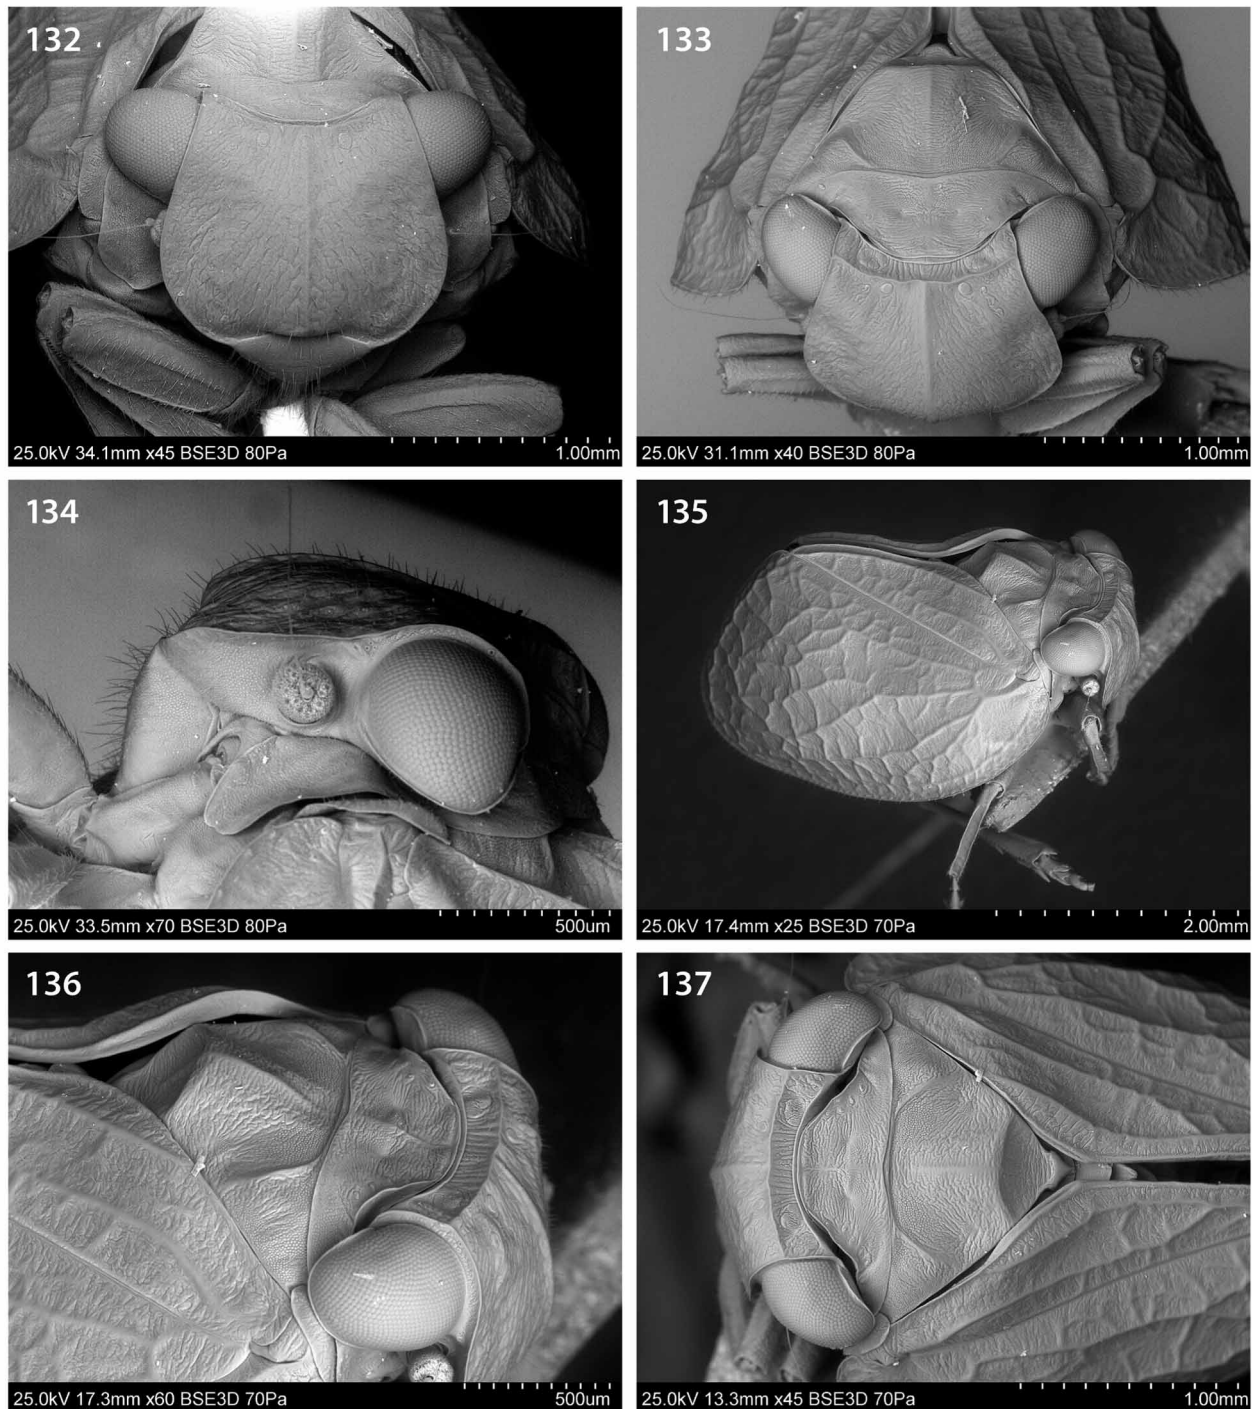 132
25.0kV 34.1mm x45 BSE3D 80Pa 1.00mm
133
25.0kV 31.1mm x40 BSE3D 80Pa 1.00mm
134
25.0kV 33.5mm x70 BSE3D 80Pa 500um
135
25.0kV 17.4mm x25 BSE3D 70Pa 2.00mm
136
25.0kV 17.3mm x60 BSE3D 70Pa 500um
137
25.0kV 13.3mm x45 BSE3D 70Pa 1.00mm